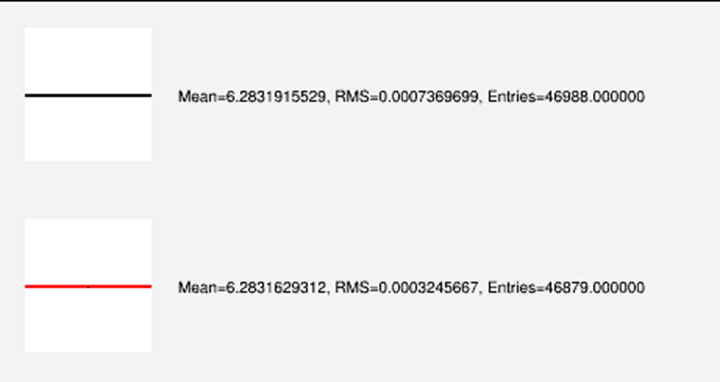 Mean=6.2831915529, RMS=0.0007369699, Entries=46988.000000
Mean=6.2831629312, RMS=0.0003245667, Entries=46879.000000